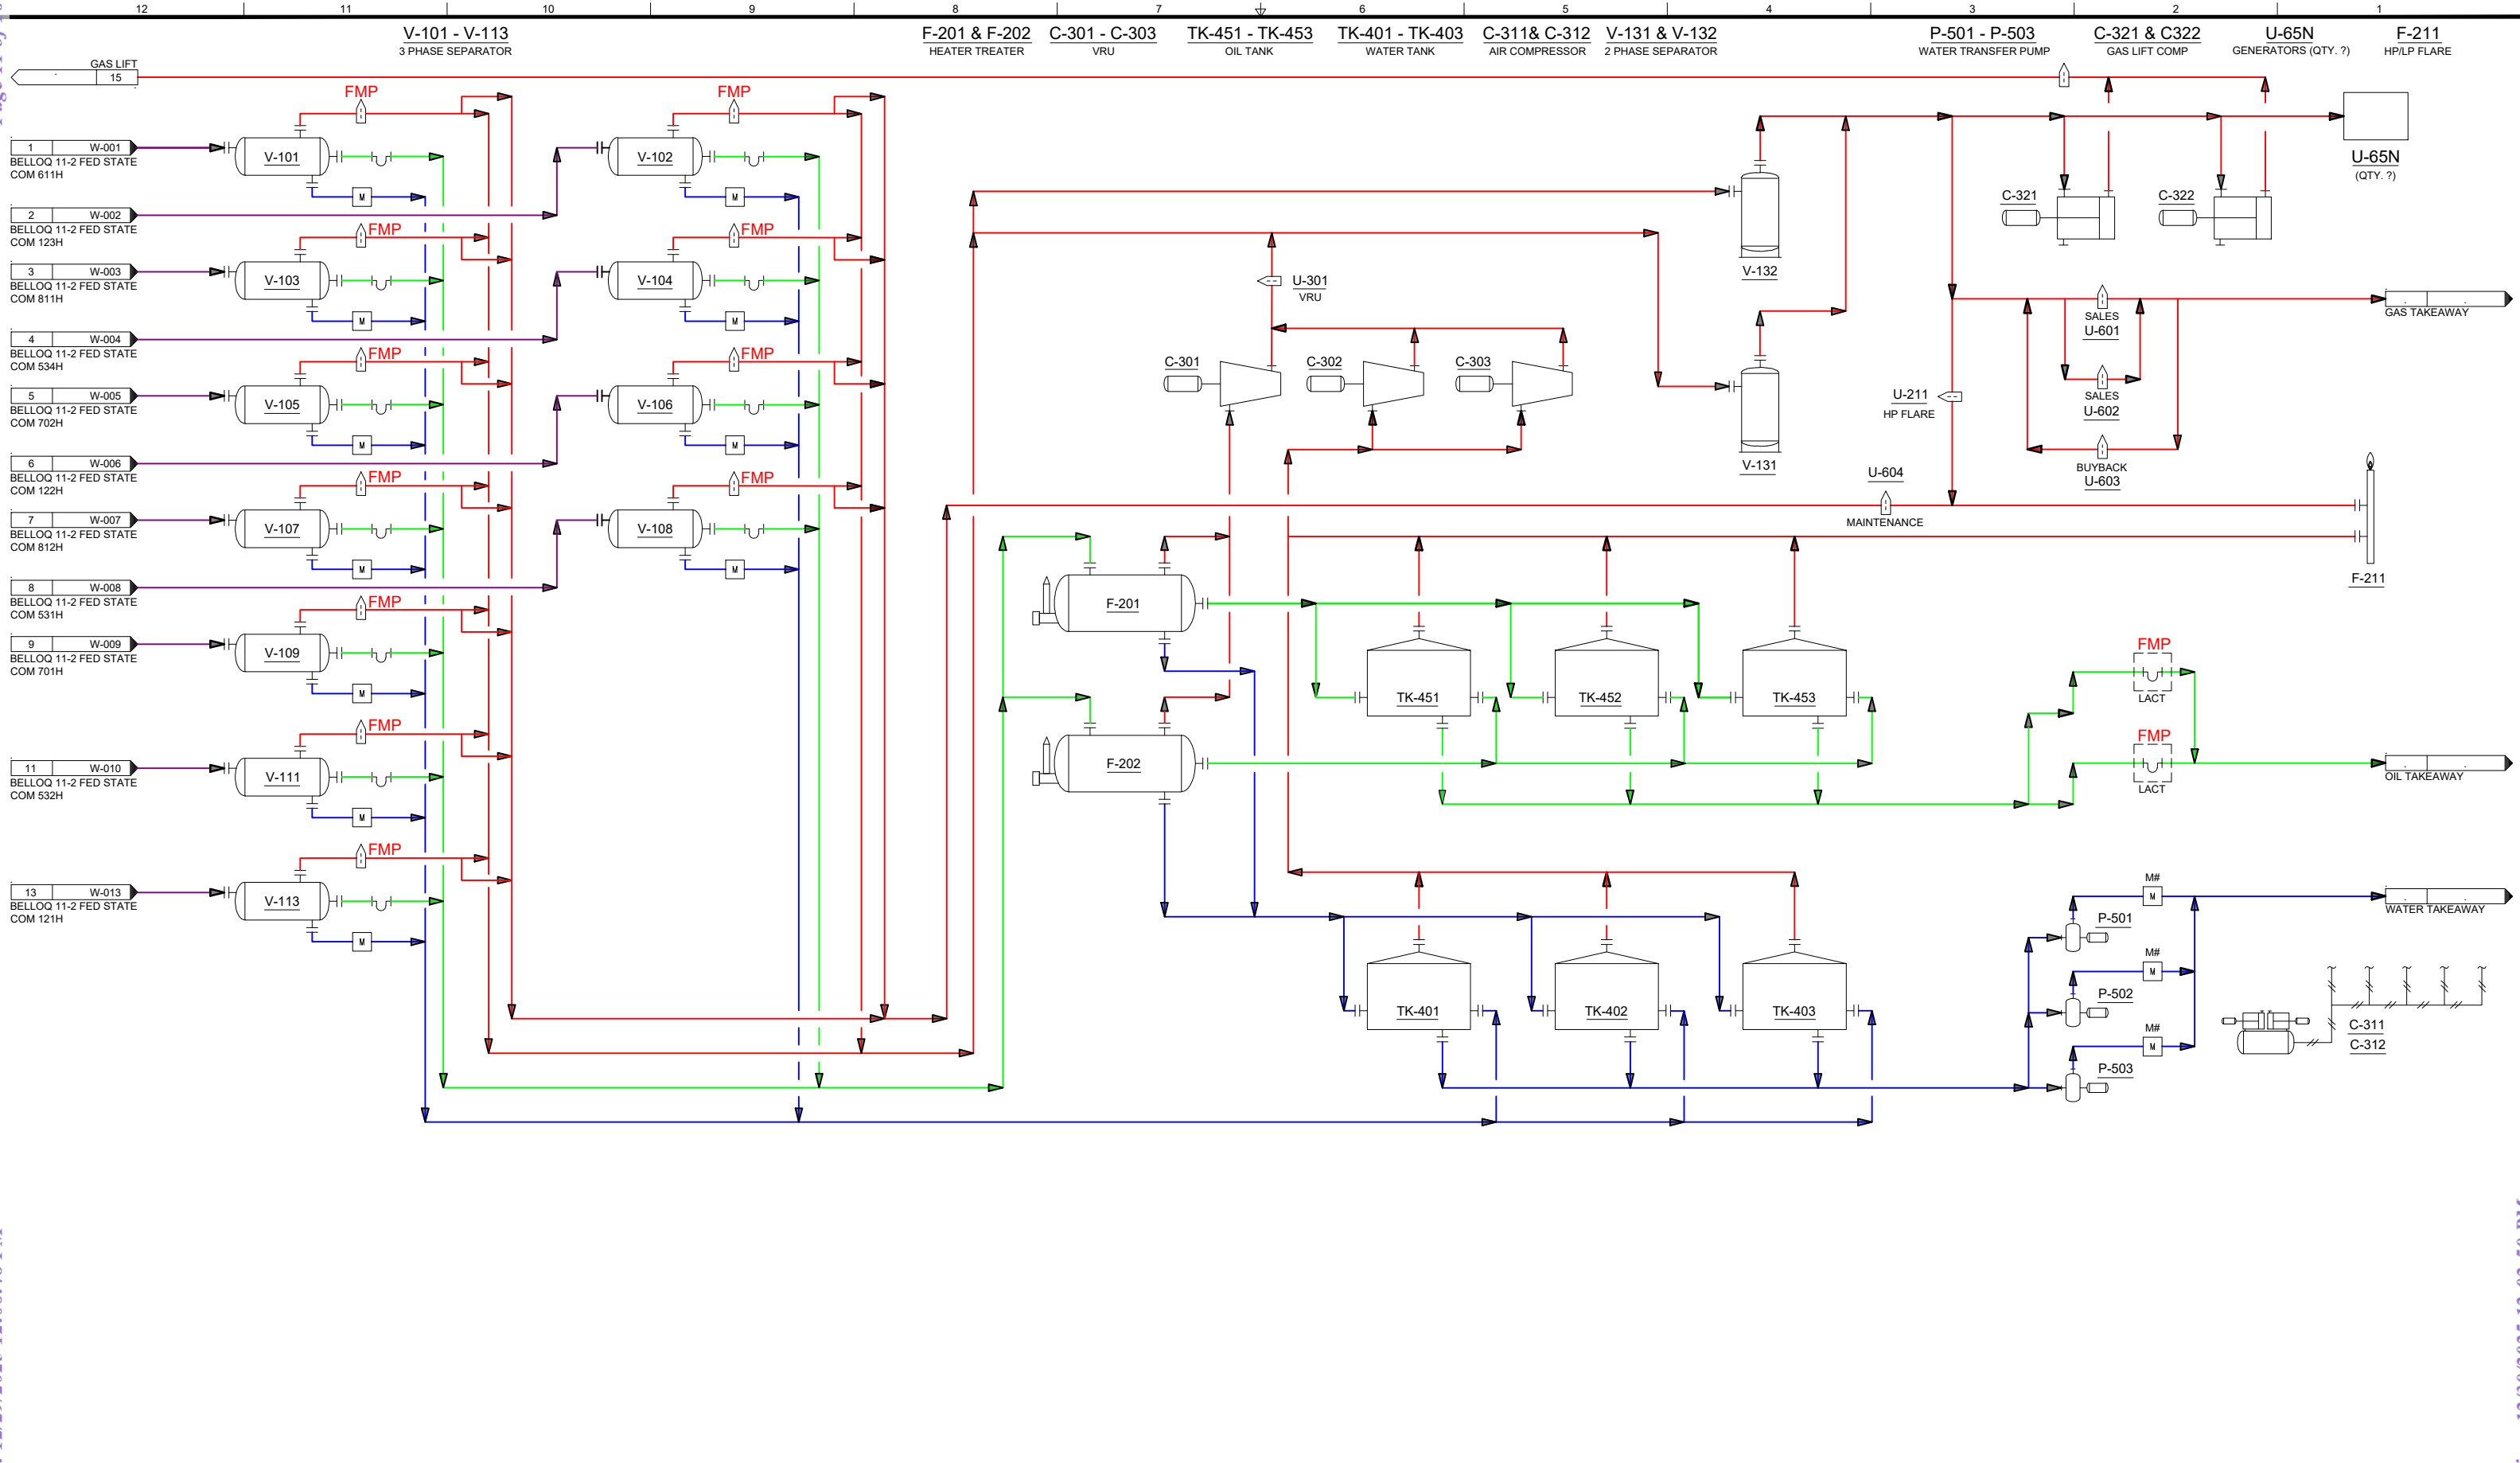 12 11 10 9 8 7 6 5 4 3 2 1
V-101 - V-113
3 PHASE SEPARATOR
F-201 & F-202
HEATER TREATER
C-301 - C-303
VRU
TK-451 - TK-453
OIL TANK
TK-401 - TK-403
WATER TANK
C-311& C-312
AIR COMPRESSOR
V-131 & V-132
2 PHASE SEPARATOR
P-501 - P-503
WATER TRANSFER PUMP
C-321 & C322
GAS LIFT COMP
U-65N
GENERATORS (QTY. ?)
F-211
HP/LP FLARE
GAS LIFT
15
1 W-001
BELLOQ 11-2 FED STATE
COM 611H
2 W-002
BELLOQ 11-2 FED STATE
COM 123H
3 W-003
BELLOQ 11-2 FED STATE
COM 811H
4 W-004
BELLOQ 11-2 FED STATE
COM 534H
5 W-005
BELLOQ 11-2 FED STATE
COM 702H
6 W-006
BELLOQ 11-2 FED STATE
COM 122H
7 W-007
BELLOQ 11-2 FED STATE
COM 812H
8 W-008
BELLOQ 11-2 FED STATE
COM 531H
9 W-009
BELLOQ 11-2 FED STATE
COM 701H
11 W-010
BELLOQ 11-2 FED STATE
COM 532H
13 W-013
BELLOQ 11-2 FED STATE
COM 121H
FMP
V-101
M
FMP
V-103
M
FMP
V-105
M
FMP
V-107
M
FMP
V-109
M
FMP
V-111
M
FMP
V-113
M
FMP
V-102
M
FMP
V-104
M
FMP
V-106
M
FMP
V-108
M
U-301
VRU
C-301
C-302
C-303
V-132
V-131
F-201
F-202
TK-451
TK-452
TK-453
TK-401
TK-402
TK-403
U-604
MAINTENANCE
U-211
HP FLARE
C-321
C-322
U-65N
(QTY. ?)
SALES
U-601
SALES
U-602
BUYBACK
U-603
GAS TAKEAWAY
F-211
FMP
LACT
FMP
LACT
OIL TAKEAWAY
M#
M
P-501
M#
M
P-502
M#
M
P-503
WATER TAKEAWAY
C-311
C-312